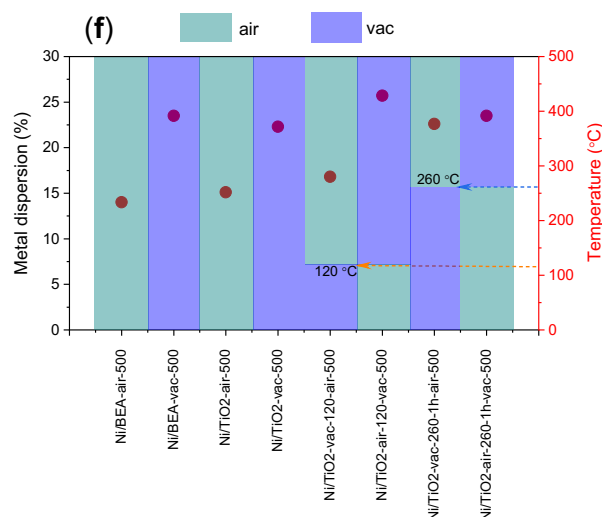 (f)
air
vac
Metal dispersion (%)
30
25
20
15
10
5
0
500
400
300
200
100
0
Temperature (°C)
260 °C
120 °C
Ni/BEA-air-500
Ni/BEA-vac-500
Ni/TiO2-air-500
Ni/TiO2-vac-500
Ni/TiO2-vac-120-air-500
Ni/TiO2-air-120-vac-500
Ni/TiO2-vac-260-1h-air-500
Ni/TiO2-air-260-1h-vac-500